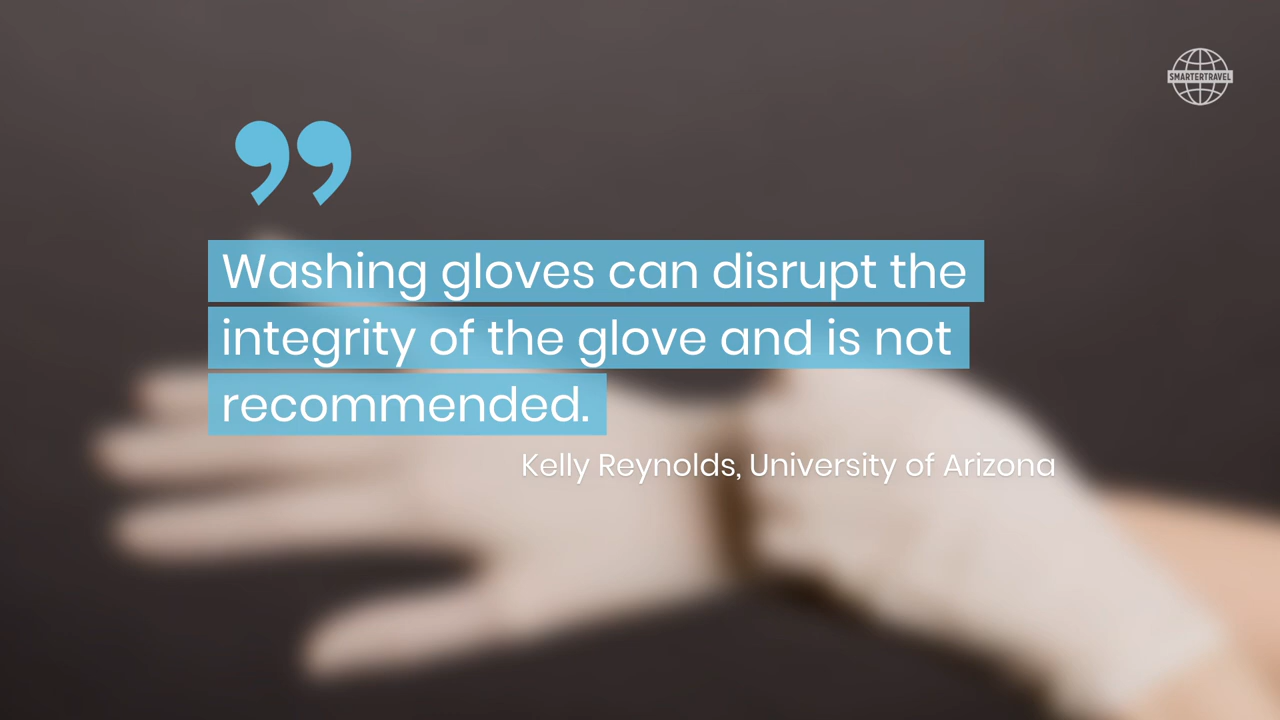 SMARTERTRAVEL
”
Washing gloves can disrupt the
integrity of the glove and is not
recommended.
Kelly Reynolds, University of Arizona